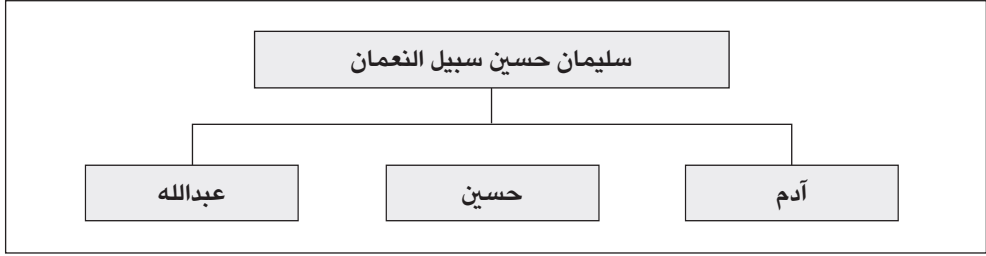 سليمان حسين سبيل النعمان
آدم
حسين
عبدالله